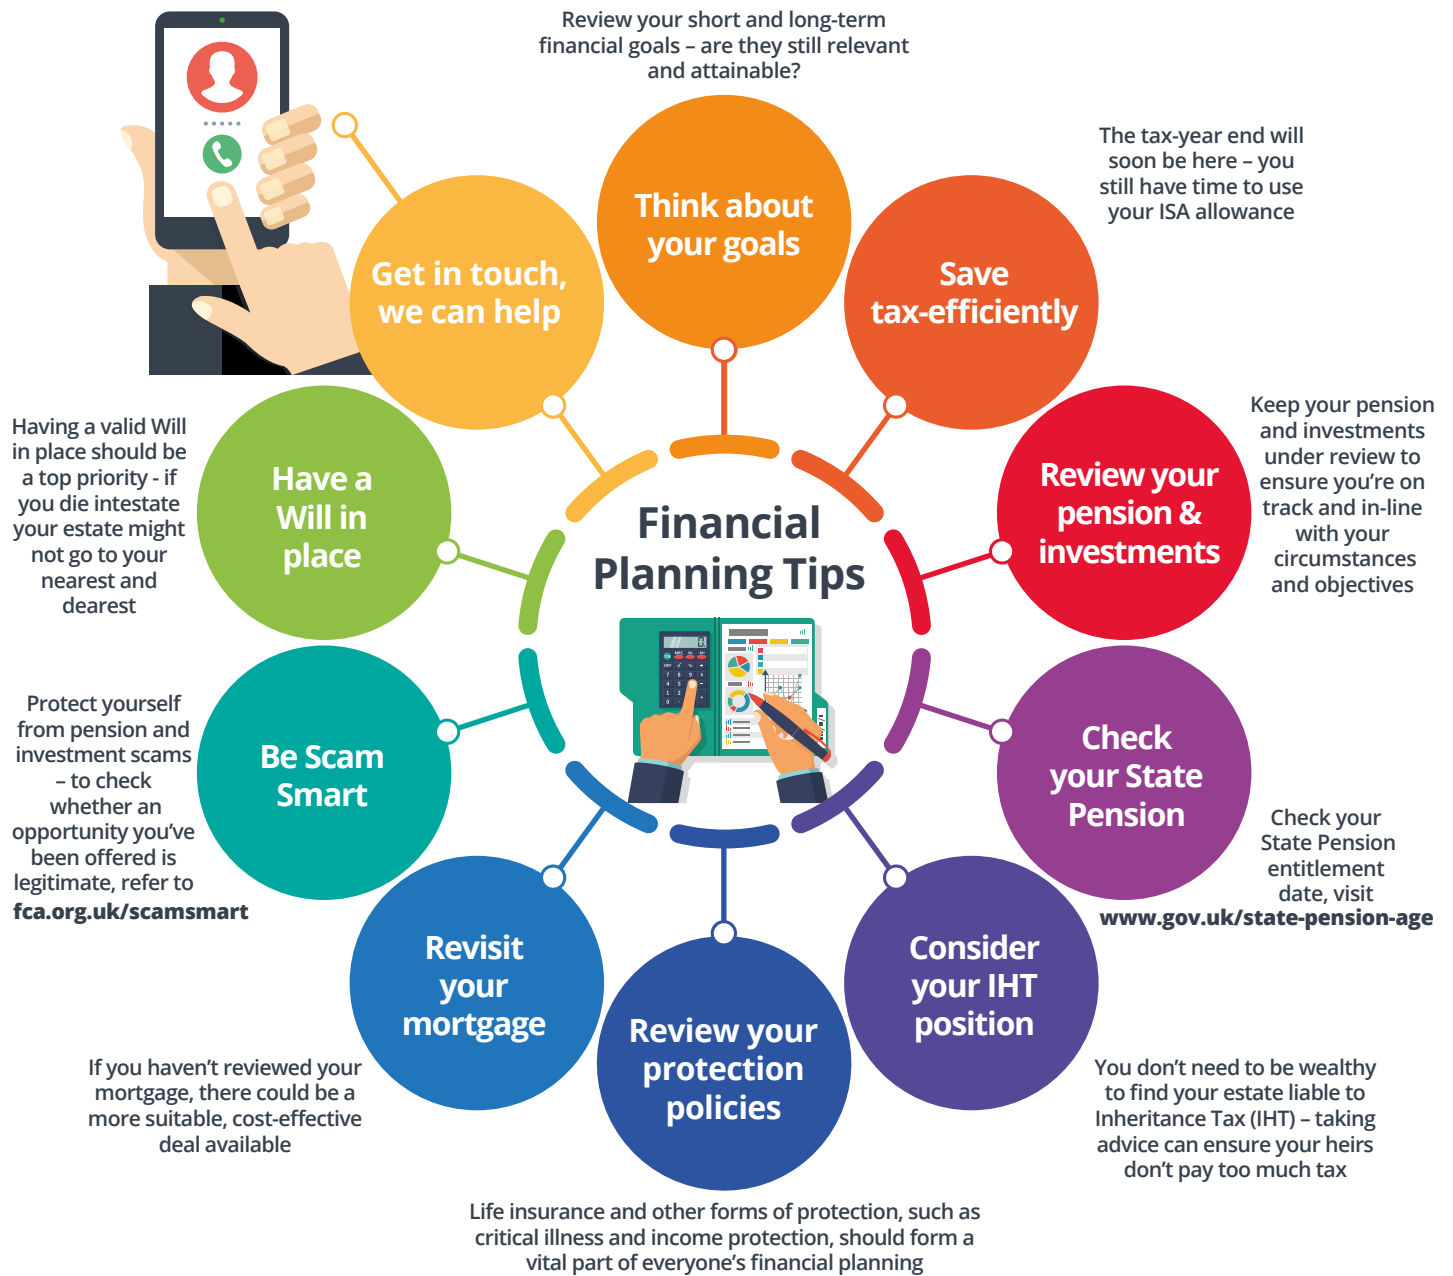 Review your short and long-term
financial goals – are they still relevant
and attainable?
Think about
your goals
The tax-year end will
soon be here – you
still have time to use
your ISA allowance
Save
tax-efficiently
Get in touch,
we can help
Keep your pension
and investments
under review to
ensure you’re on
track and in-line
with your
circumstances
and objectives
Review your
pension &
investments
Having a valid Will
in place should be
a top priority - if
you die intestate
your estate might
not go to your
nearest and
dearest
Have a
Will in
place
Financial
Planning Tips
Protect yourself
from pension and
investment scams
– to check
whether an
opportunity you’ve
been offered is
legitimate, refer to
fca.org.uk/scamsmart
Be Scam
Smart
Check
your State
Pension
Check your
State Pension
entitlement
date, visit
www.gov.uk/state-pension-age
Revisit
your
mortgage
If you haven’t reviewed your
mortgage, there could be a
more suitable, cost-effective
deal available
Review your
protection
policies
Life insurance and other forms of protection, such as
critical illness and income protection, should form a
vital part of everyone’s financial planning
Consider
your IHT
position
You don’t need to be wealthy
to find your estate liable to
Inheritance Tax (IHT) – taking
advice can ensure your heirs
don’t pay too much tax